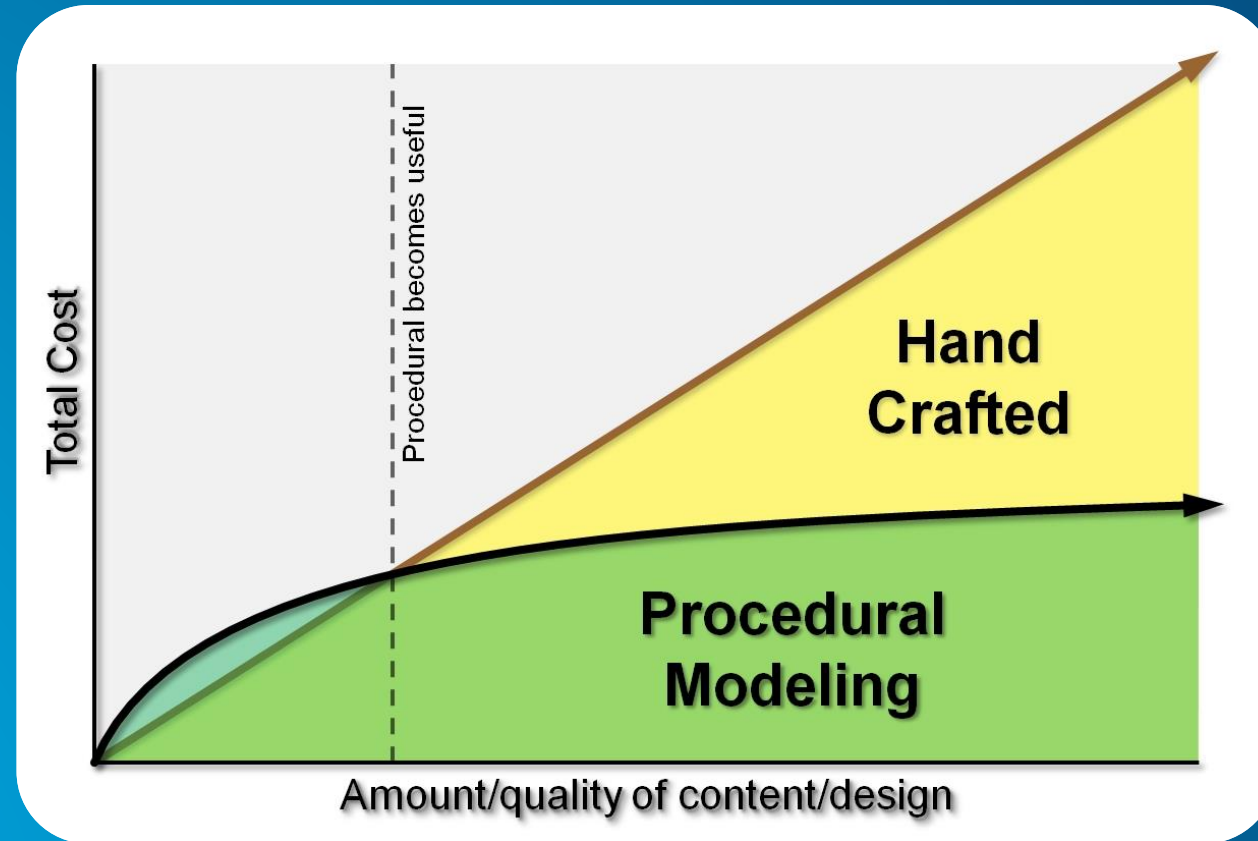 Procedural becomes useful
Total Cost
Hand
Crafted
Procedural
Modeling
Amount/quality of content/design